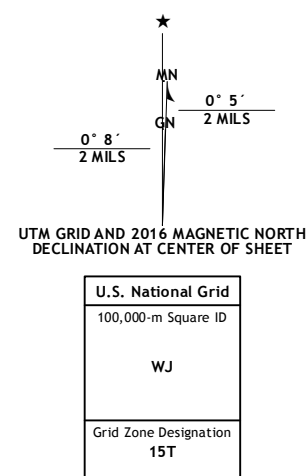 ★
MN
0° 5´
GN
2 MILS
0° 8´
2 MILS
UTM GRID AND 2016 MAGNETIC NORTH
DECLINATION AT CENTER OF SHEET
U.S. National Grid
100,000-m Square ID
WJ
Grid Zone Designation
15T